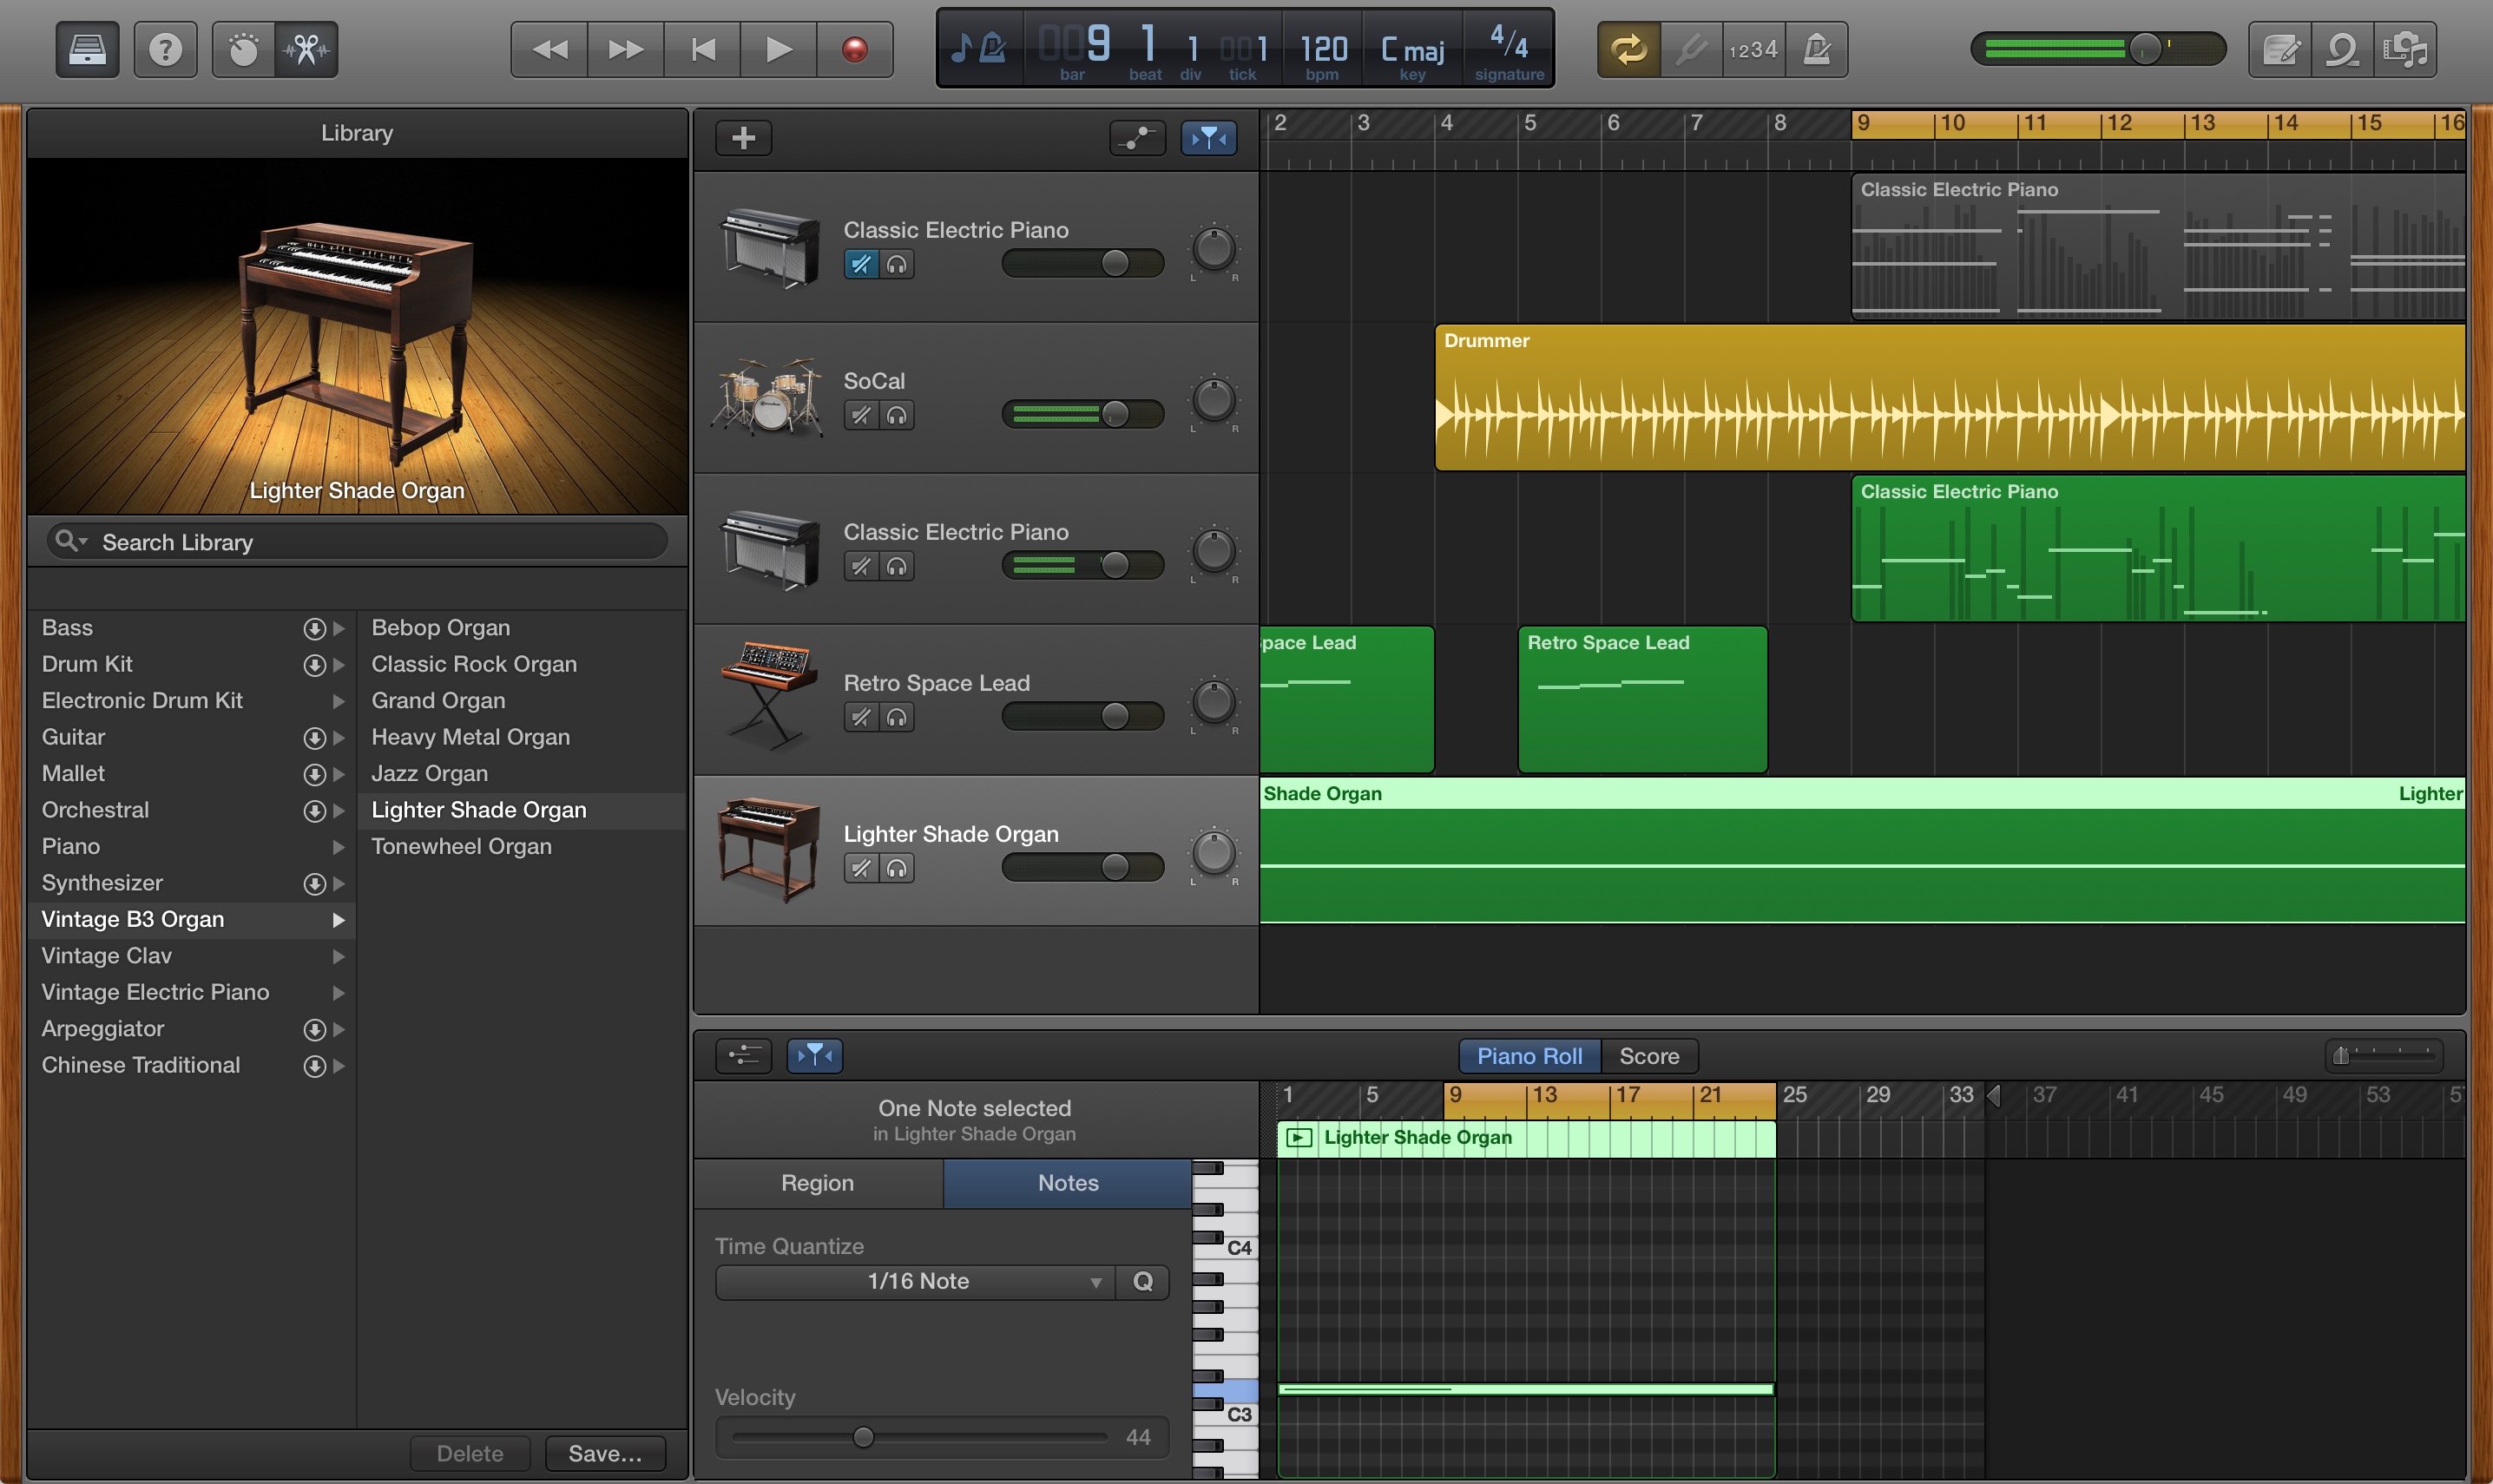 009 1 1 001 120 C maj 4/4
bar beat div tick bpm key signature
1234
Library
Lighter Shade Organ
Search Library
Bass
Drum Kit
Electronic Drum Kit
Guitar
Mallet
Orchestral
Piano
Synthesizer
Vintage B3 Organ
Vintage Clav
Vintage Electric Piano
Arpeggiator
Chinese Traditional
Bebop Organ
Classic Rock Organ
Grand Organ
Heavy Metal Organ
Jazz Organ
Lighter Shade Organ
Tonewheel Organ
Delete
Save...
2 3 4 5 6 7 8 9 10 11 12 13 14 15 16
Classic Electric Piano
L R
Classic Electric Piano
SoCal
L R
Drummer
Classic Electric Piano
L R
Classic Electric Piano
Retro Space Lead
L R
pace Lead
Retro Space Lead
Lighter Shade Organ
L R
Shade Organ
Lighter
Piano Roll
Score
One Note selected
in Lighter Shade Organ
Region
Notes
Time Quantize
1/16 Note
Q
Velocity
44
1 5 9 13 17 21 25 29 33 37 41 45 49 53 5
Lighter Shade Organ
C4
C3